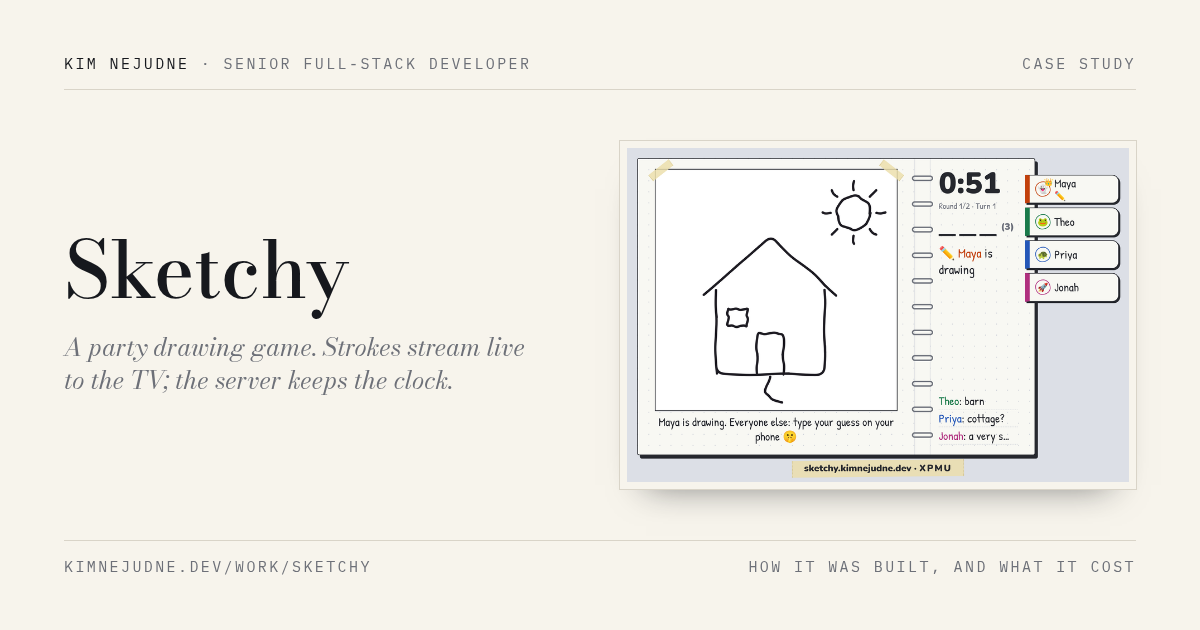 KIM NEJUDNE · SENIOR FULL-STACK DEVELOPER
CASE STUDY
Sketchy
A party drawing game. Strokes stream live
to the TV; the server keeps the clock.
0:51
Round 1/2 · Turn 1
_ _ _ (3)
✏️ Maya is
drawing
Maya
✏️
Theo
Priya
Jonah
Theo: barn
Priya: cottage?
Jonah: a very s...
Maya is drawing. Everyone else: type your guess on your
phone 🤫
sketchy.kimnejudne.dev · XPMU
KIMNEJUDNE.DEV/WORK/SKETCHY
HOW IT WAS BUILT, AND WHAT IT COST